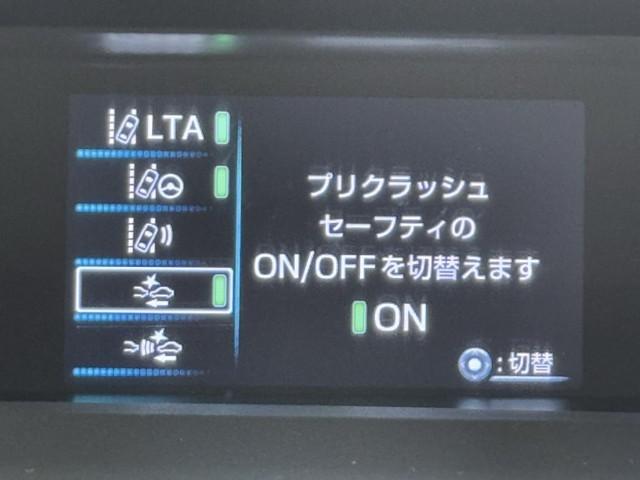 LTA
プリクラッシュ
セーフティの
ON/OFFを切替えます
ON
:切替